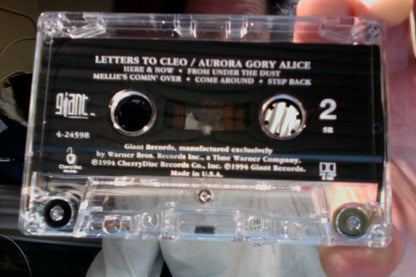 LETTERS TO CLEO / AURORA GORY ALICE
HERE & NOW • FROM UNDER THE DUST
MELLIE'S COMIN' OVER • COME AROUND • STEP BACK
giant
2
SR
4-24598
CherryDisc
Giant Records, manufactured exclusively
by Warner Bros. Records Inc., a Time Warner Company.
℗1994 CherryDisc Records Co., Inc. ©1994 Giant Records.
Made in U.S.A.